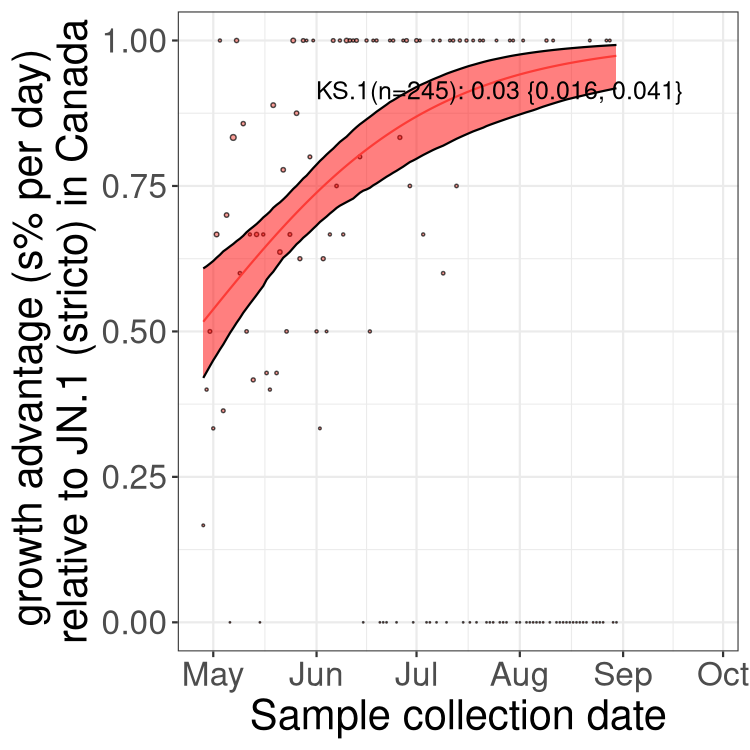 growth advantage (s% per day)
relative to JN.1 (stricto) in Canada
1.00
0.75
0.50
0.25
0.00
KS.1(n=245): 0.03 {0.016, 0.041}
May Jun Jul Aug Sep Oct
Sample collection date